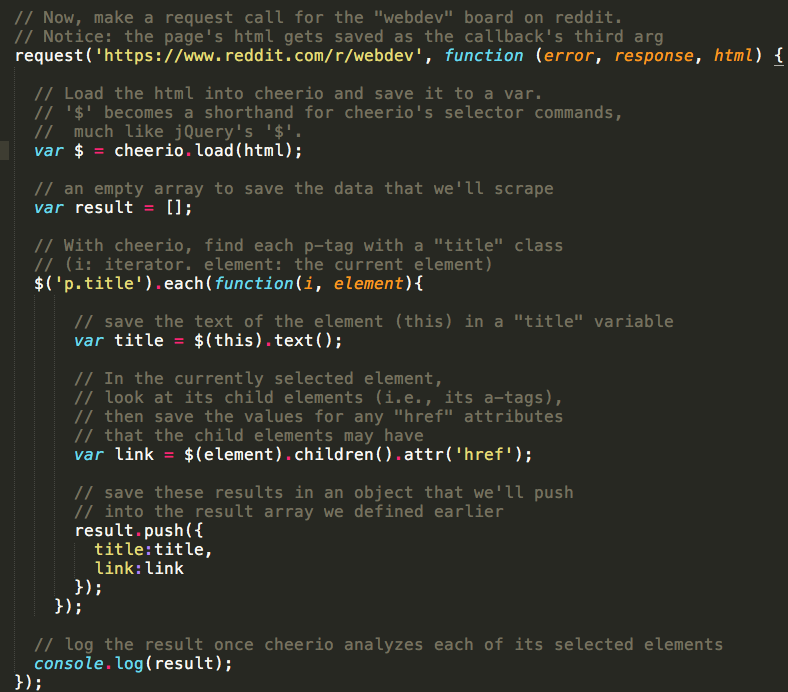 // Now, make a request call for the "webdev" board on reddit.
// Notice: the page's html gets saved as the callback's third arg
request('https://www.reddit.com/r/webdev', function (error, response, html) {
// Load the html into cheerio and save it to a var.
// '$' becomes a shorthand for cheerio's selector commands,
//  much like jQuery's '$'.
var $ = cheerio.load(html);
// an empty array to save the data that we'll scrape
var result = [];
// With cheerio, find each p-tag with a "title" class
// (i: iterator. element: the current element)
$('p.title').each(function(i, element){
// save the text of the element (this) in a "title" variable
var title = $(this).text();
// In the currently selected element,
// look at its child elements (i.e., its a-tags),
// then save the values for any "href" attributes
// that the child elements may have
var link = $(element).children().attr('href');
// save these results in an object that we'll push
// into the result array we defined earlier
result.push({
title:title,
link:link
});
});
// log the result once cheerio analyzes each of its selected elements
console.log(result);
});